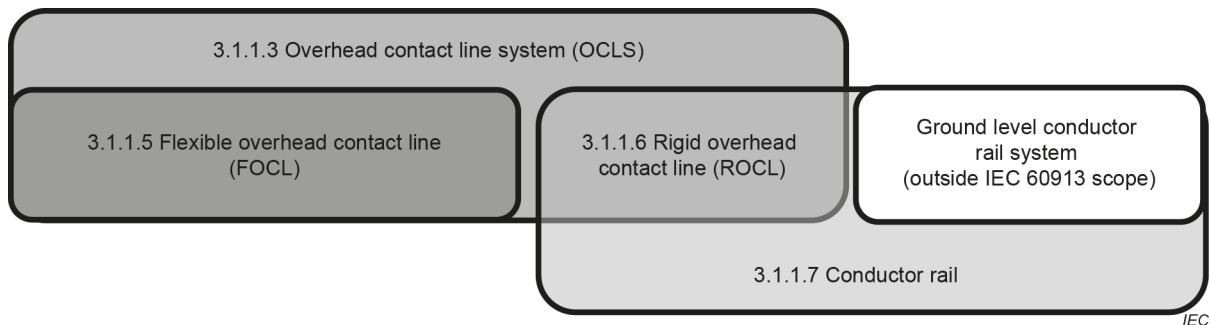 3.1.1.3 Overhead contact line system (OCLS)
3.1.1.5 Flexible overhead contact line
(FOCL)
3.1.1.6 Rigid overhead
contact line (ROCL)
Ground level conductor
rail system
(outside IEC 60913 scope)
3.1.1.7 Conductor rail
IEC